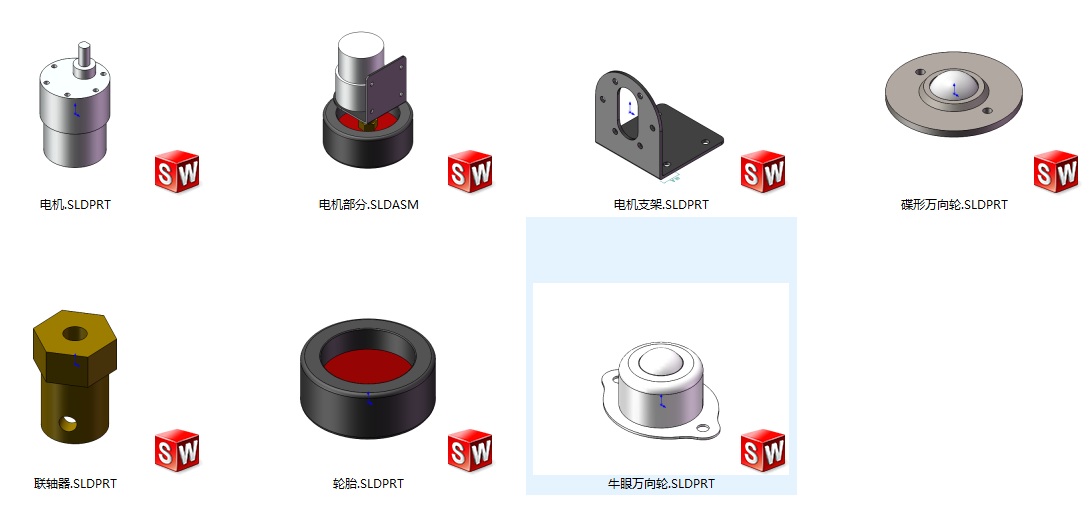 SW
SW
SW
SW
电机.SLDPRT
电机部分.SLDASM
电机支架.SLDPRT
碟形万向轮.SLDPRT
SW
SW
SW
联轴器.SLDPRT
轮胎.SLDPRT
牛眼万向轮.SLDPRT